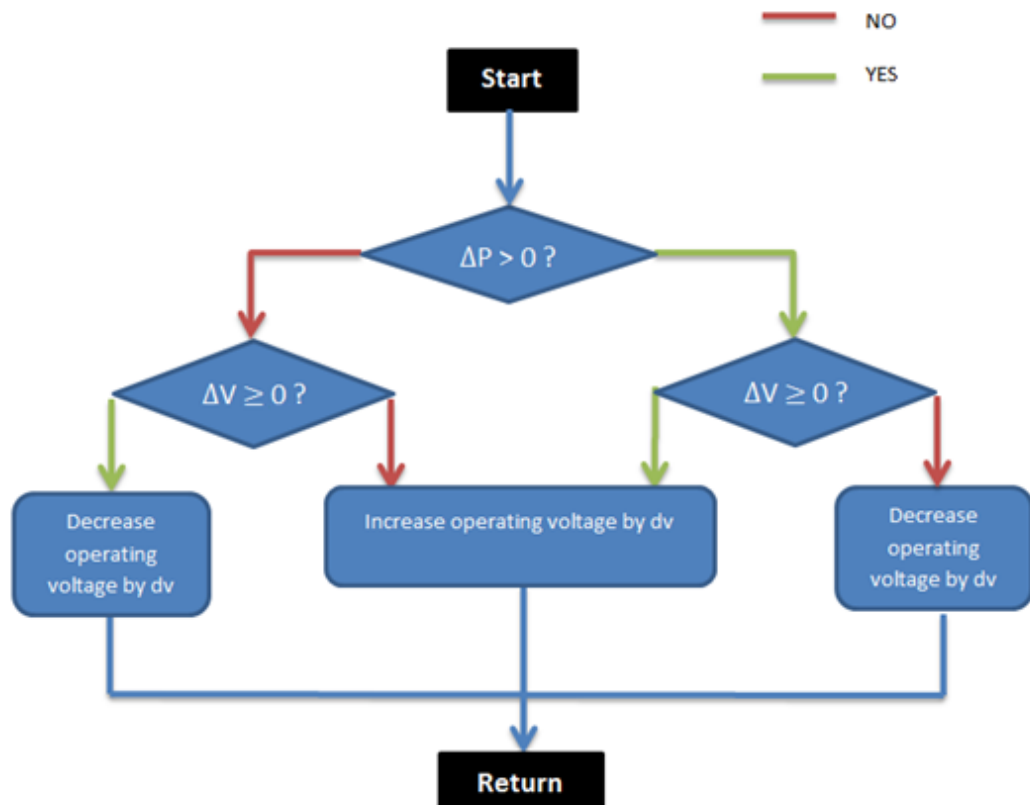 NO
YES
Start
ΔP > 0 ?
ΔV ≥ 0 ?
ΔV ≥ 0 ?
Decrease
operating
voltage by dv
Increase operating voltage by dv
Decrease
operating
voltage by dv
Return